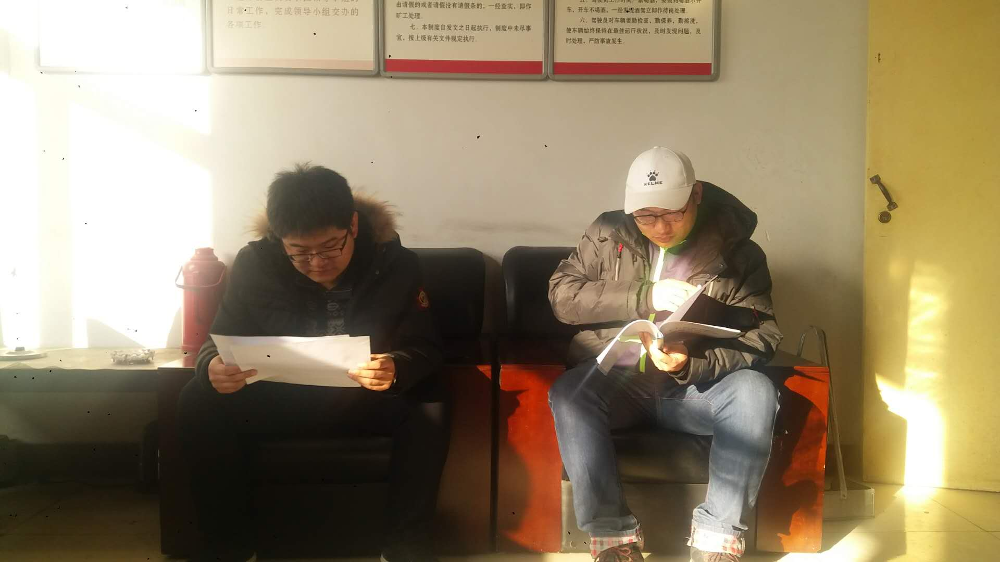 日常工作，完成领导小组交办的
各项工作。
由请假的或者请假没有请假条的，一经查实，即作
旷工处理。
七、本制度自发文之日起执行，制度中未尽事
宜，按上级有关文件规定执行。
车，开车不喝酒，一经发现酒驾立即作待岗处理。
六、驾驶员对车辆要勤检查，勤保养，勤擦洗，
使车辆始终保持在最佳运行状况，及时发现问题，及
时处理，严防事故发生。
KELME